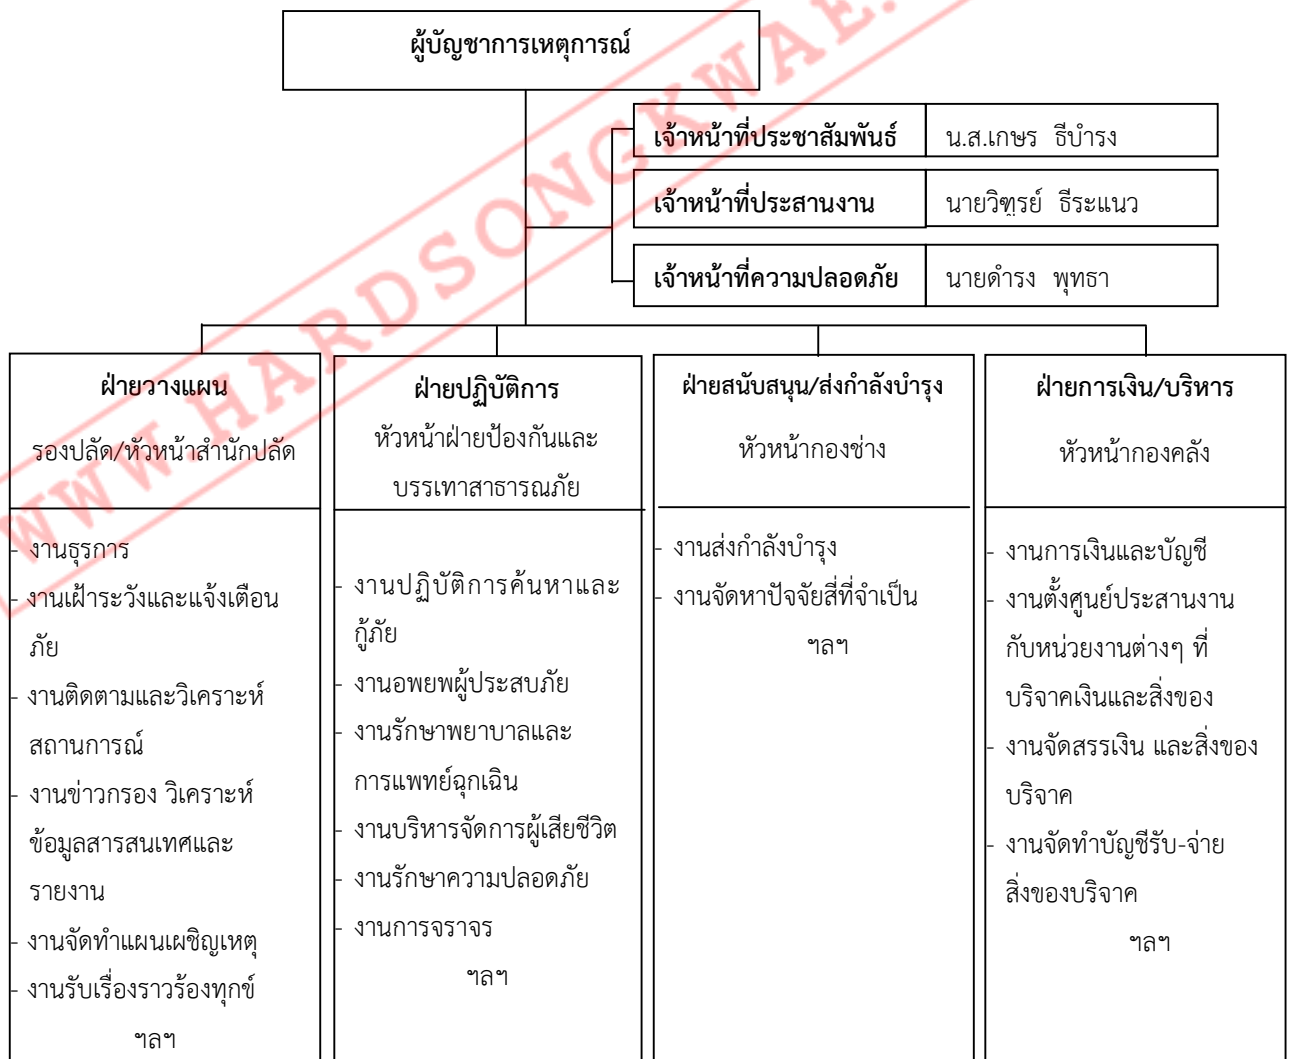 ผู้บัญชาการเหตุการณ์
เจ้าหน้าที่ประชาสัมพันธ์ น.ส.เกษร ธีบำรง
เจ้าหน้าที่ประสานงาน นายวิฑูรย์ ธีระแนว
เจ้าหน้าที่ความปลอดภัย นายดำรง พุทธา
ฝ่ายวางแผน
รองปลัด/หัวหน้าสำนักปลัด
- งานธุรการ
- งานเฝ้าระวังและแจ้งเตือน
ภัย
- งานติดตามและวิเคราะห์
สถานการณ์
- งานข่าวกรอง วิเคราะห์
ข้อมูลสารสนเทศและ
รายงาน
- งานจัดทำแผนเผชิญเหตุ
- งานรับเรื่องราวร้องทุกข์
ฯลฯ
ฝ่ายปฏิบัติการ
หัวหน้าฝ่ายป้องกันและ
บรรเทาสาธารณภัย
- งานปฏิบัติการค้นหาและ
กู้ภัย
- งานอพยพผู้ประสบภัย
- งานรักษาพยาบาลและ
การแพทย์ฉุกเฉิน
- งานบริหารจัดการผู้เสียชีวิต
- งานรักษาความปลอดภัย
- งานการจราจร
ฯลฯ
ฝ่ายสนับสนุน/ส่งกำลังบำรุง
หัวหน้ากองช่าง
- งานส่งกำลังบำรุง
- งานจัดหาปัจจัยสี่ที่จำเป็น
ฯลฯ
ฝ่ายการเงิน/บริหาร
หัวหน้ากองคลัง
- งานการเงินและบัญชี
- งานตั้งศูนย์ประสานงาน
กับหน่วยงานต่างๆ ที่
บริจาคเงินและสิ่งของ
- งานจัดสรรเงิน และสิ่งของ
บริจาค
- งานจัดทำบัญชีรับ-จ่าย
สิ่งของบริจาค
ฯลฯ
WWW.HARDSONGKWAE.